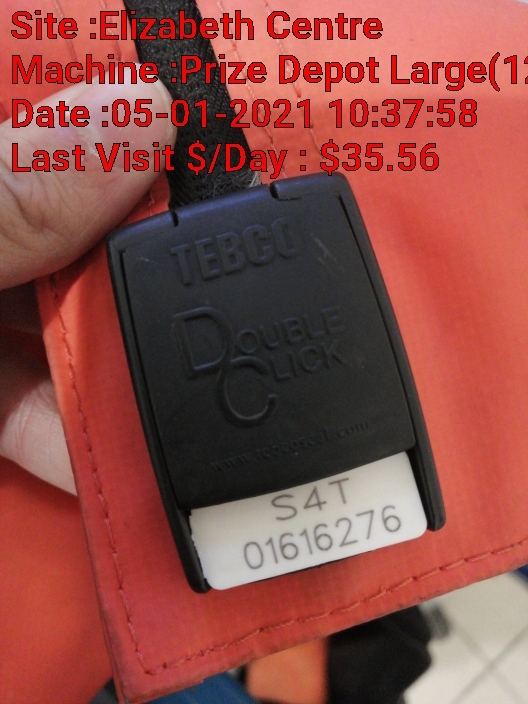 Site :Elizabeth Centre
Machine :Prize Depot Large(12
Date :05-01-2021 10:37:58
Last Visit $/Day : $35.56
TEBCO
DOUBLE
CLICK
S4T
01616276